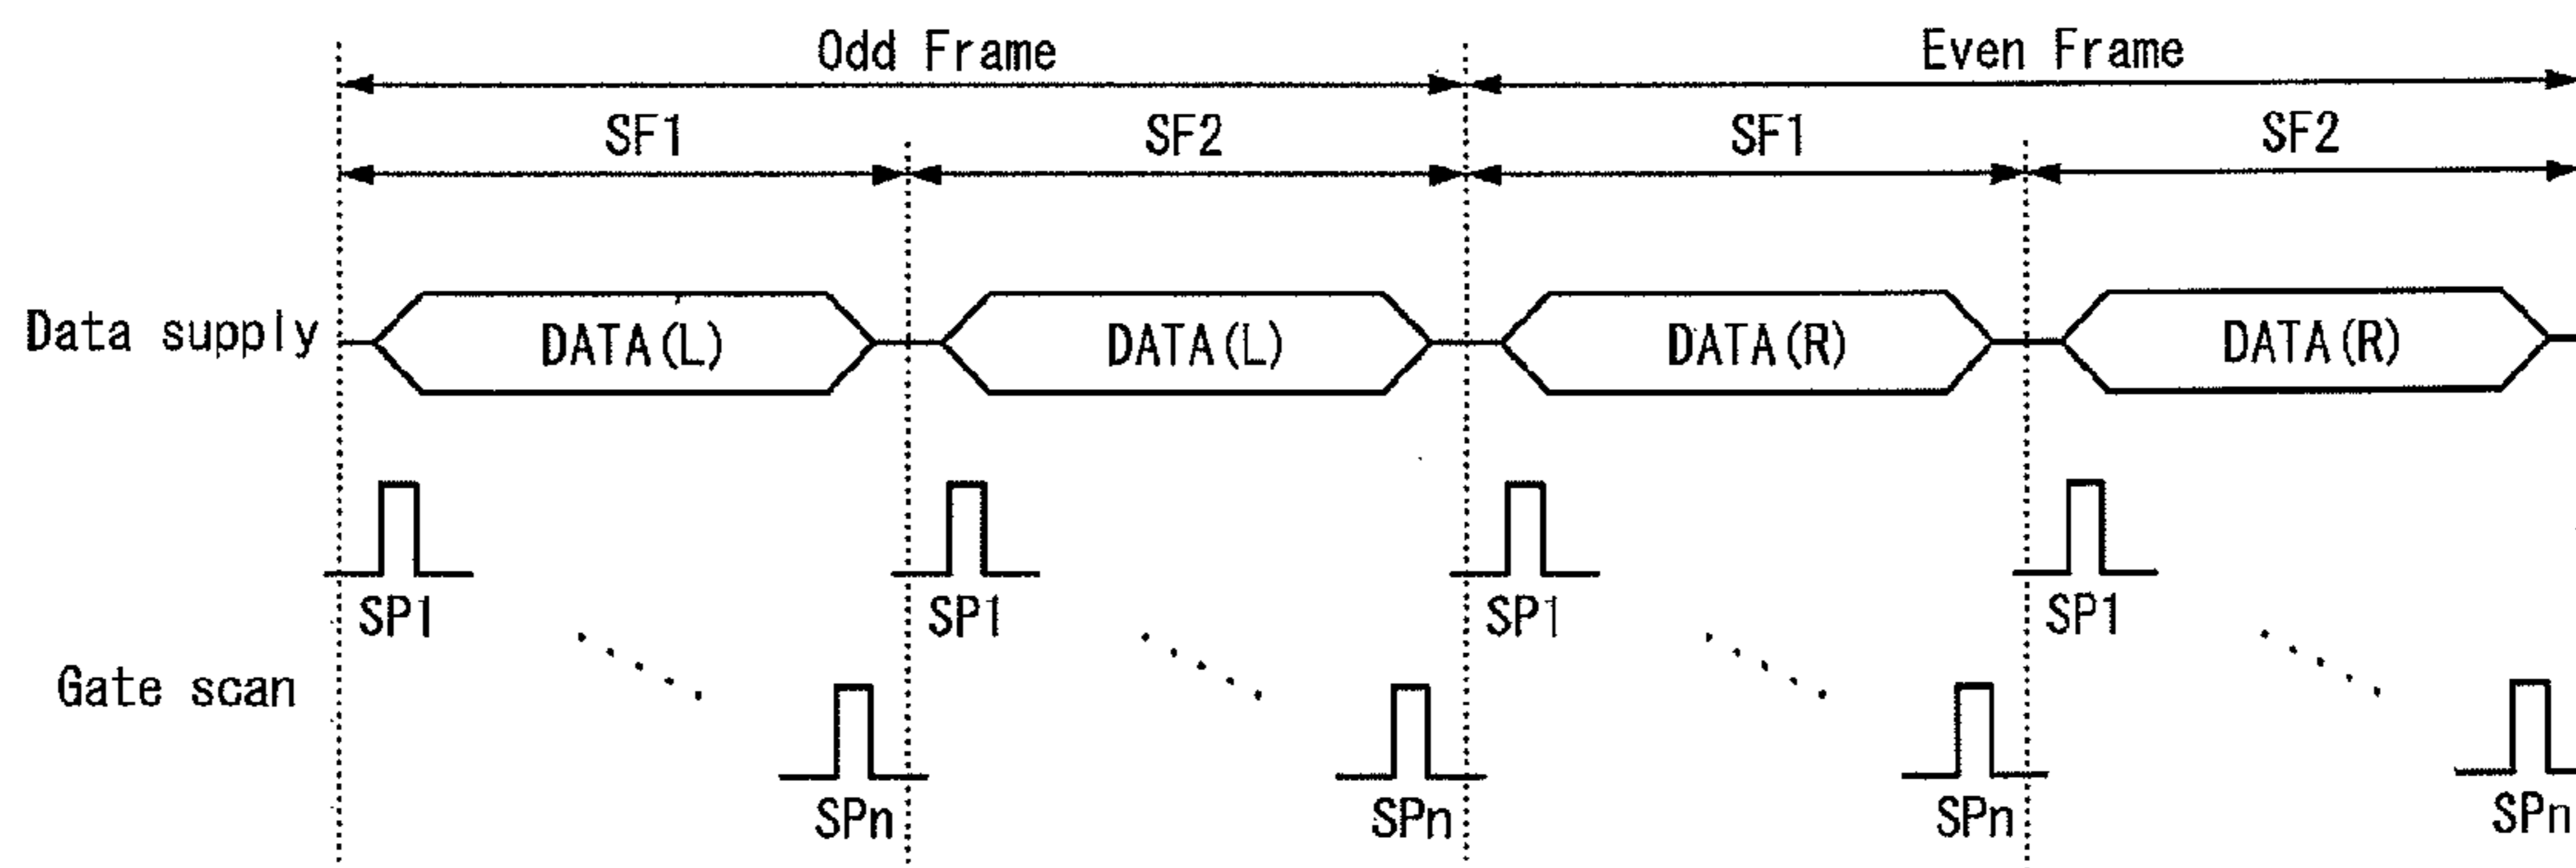 Odd Frame Even Frame
SF1 SF2 SF1 SF2
Data supply DATA(L) DATA(L) DATA(R) DATA(R)
SP1 SP1 SP1 SP1
Gate scan
SPn SPn SPn SPn